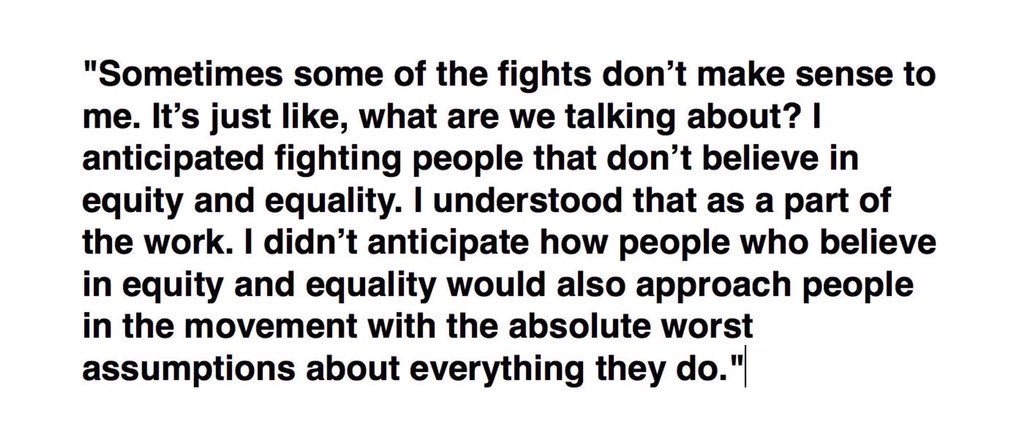 "Sometimes some of the fights don’t make sense to
me. It’s just like, what are we talking about? I
anticipated fighting people that don’t believe in
equity and equality. I understood that as a part of
the work. I didn’t anticipate how people who believe
in equity and equality would also approach people
in the movement with the absolute worst
assumptions about everything they do."